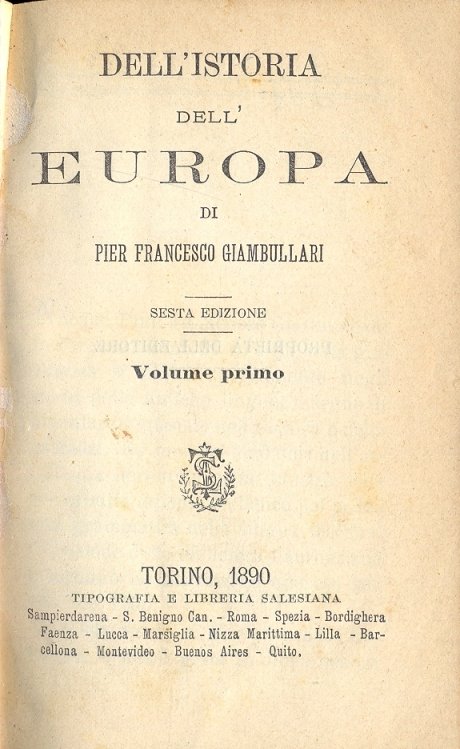 DELL'ISTORIA
DELL'
EUROPA
DI
PIER FRANCESCO GIAMBULLARI
SESTA EDIZIONE
Volume primo
TORINO, 1890
TIPOGRAFIA E LIBRERIA SALESIANA
Sampierdarena - S. Benigno Can. - Roma - Spezia - Bordighera
Faenza - Lucca - Marsiglia - Nizza Marittima - Lilla - Bar-
cellona - Montevideo - Buenos Aires - Quito.